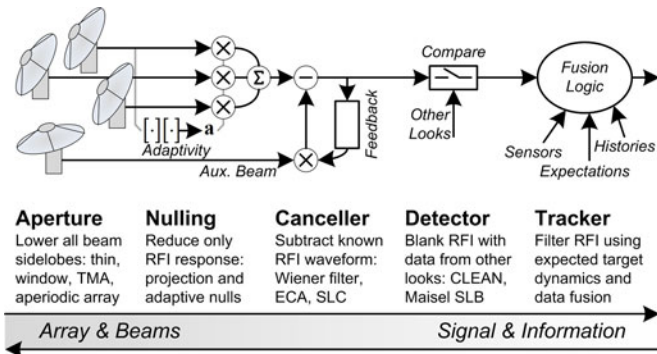 Compare
Fusion
Logic
Σ
[·][·] a
Adaptivity
Aux. Beam
Feedback
Other
Looks
Sensors
Expectations
Histories
Aperture
Lower all beam
sidelobes: thin,
window, TMA,
aperiodic array
Nulling
Reduce only
RFI response:
projection and
adaptive nulls
Canceller
Subtract known
RFI waveform:
Wiener filter,
ECA, SLC
Detector
Blank RFI with
data from other
looks: CLEAN,
Maisel SLB
Tracker
Filter RFI using
expected target
dynamics and
data fusion
Array & Beams
Signal & Information